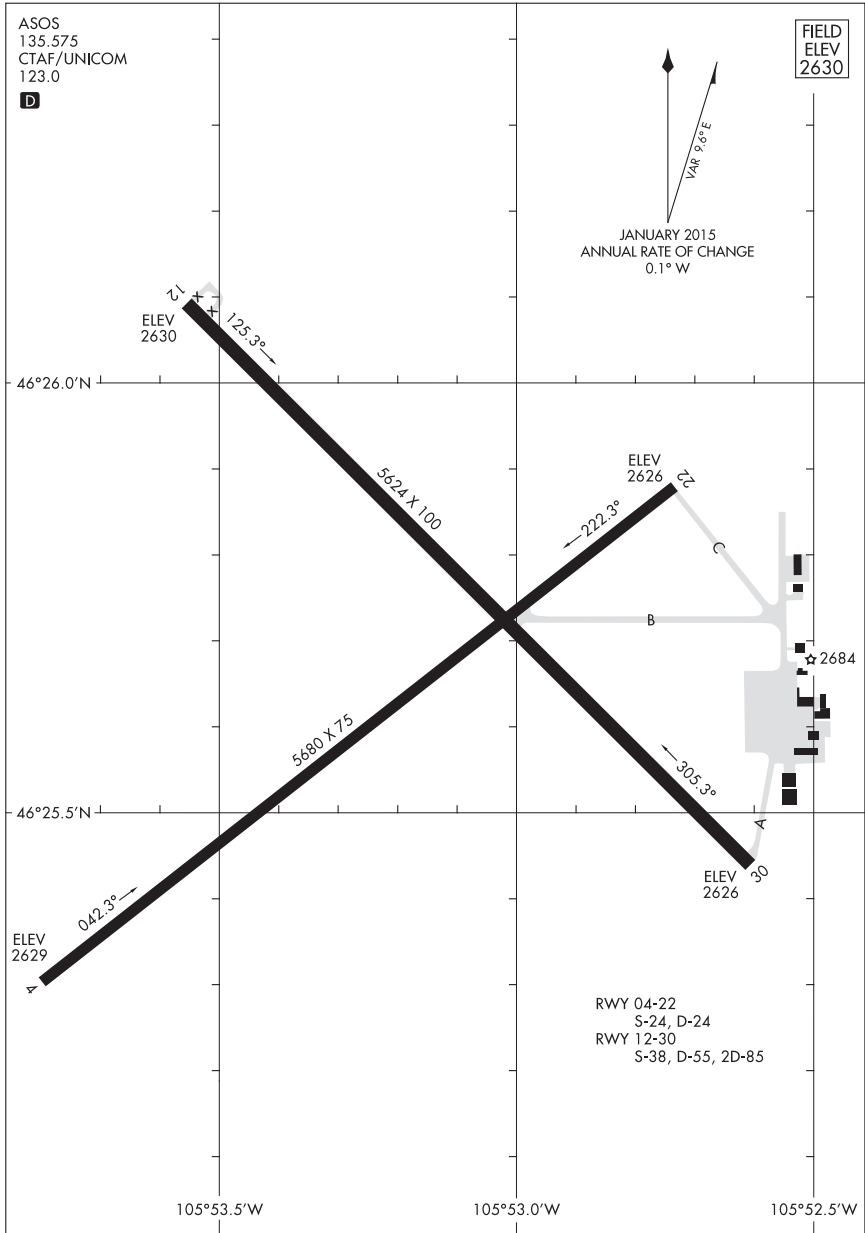 ASOS
135.575
CTAF/UNICOM
123.0
D
FIELD
ELEV
2630
VAR 9.6° E
JANUARY 2015
ANNUAL RATE OF CHANGE
0.1° W
12
x
x
ELEV
2630
125.3°
46°26.0'N
5624 X 100
ELEV
2626
22
222.3°
C
B
2684
5680 X 75
305.3°
46°25.5'N
A
ELEV
2626
30
042.3°
ELEV
2629
4
RWY 04-22
S-24, D-24
RWY 12-30
S-38, D-55, 2D-85
105°53.5'W
105°53.0'W
105°52.5'W